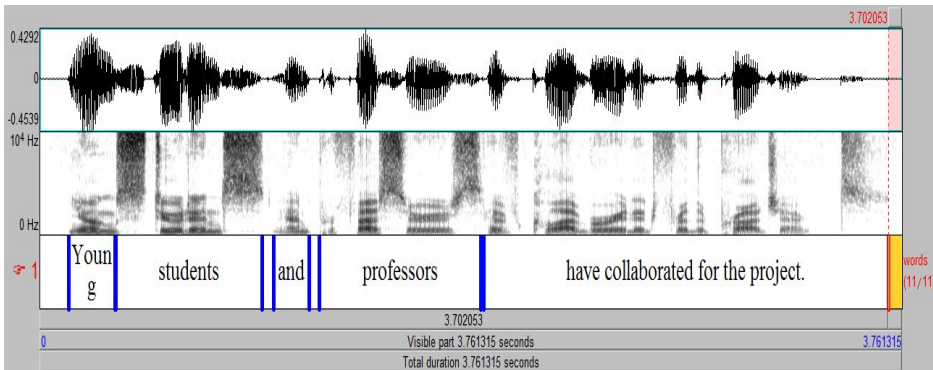 3.702053
0.4292
0
-0.4539
10⁴ Hz
0 Hz
1
Youn
g
students
and
professors
have collaborated for the project.
words
(11/11
3.702053
0
Visible part 3.761315 seconds
3.761315
Total duration 3.761315 seconds